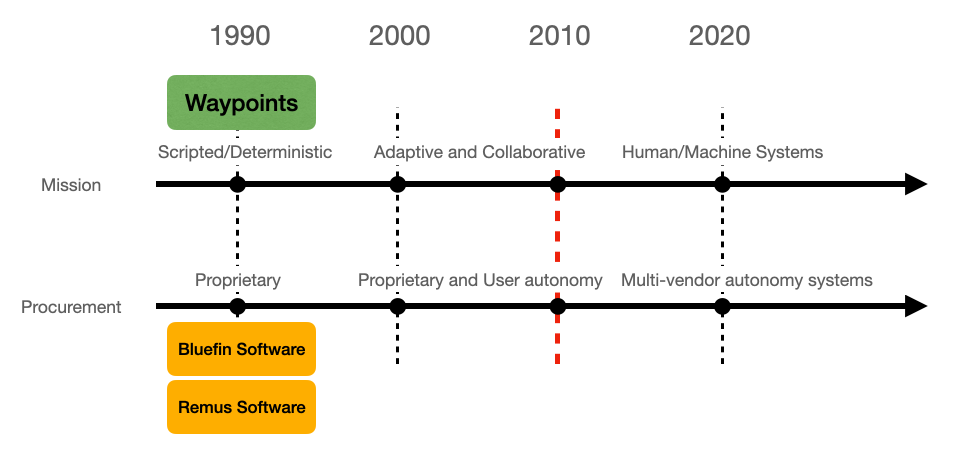 1990 2000 2010 2020
Waypoints
Scripted/Deterministic Adaptive and Collaborative Human/Machine Systems
Mission
Proprietary Proprietary and User autonomy Multi-vendor autonomy systems
Procurement
Bluefin Software
Remus Software